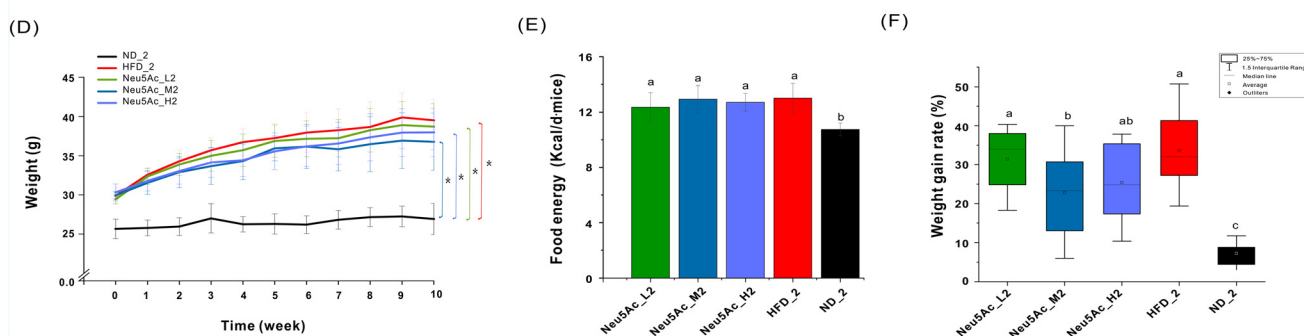 (D)
ND_2
HFD_2
Neu5Ac_L2
Neu5Ac_M2
Neu5Ac_H2
Weight (g)
45
40
35
30
25
0.0
* * * *
0 1 2 3 4 5 6 7 8 9 10
Time (week)
(E)
Food energy (Kcal/d·mice)
16
12
8
4
0
a a a a b
Neu5Ac_L2 Neu5Ac_M2 Neu5Ac_H2 HFD_2 ND_2
(F)
25%~75%
1.5 Interquartile Rang
Median line
Average
Outliters
Weight gain rate (%)
50
40
30
20
10
0
a b ab a c
Neu5Ac_L2 Neu5Ac_M2 Neu5Ac_H2 HFD_2 ND_2